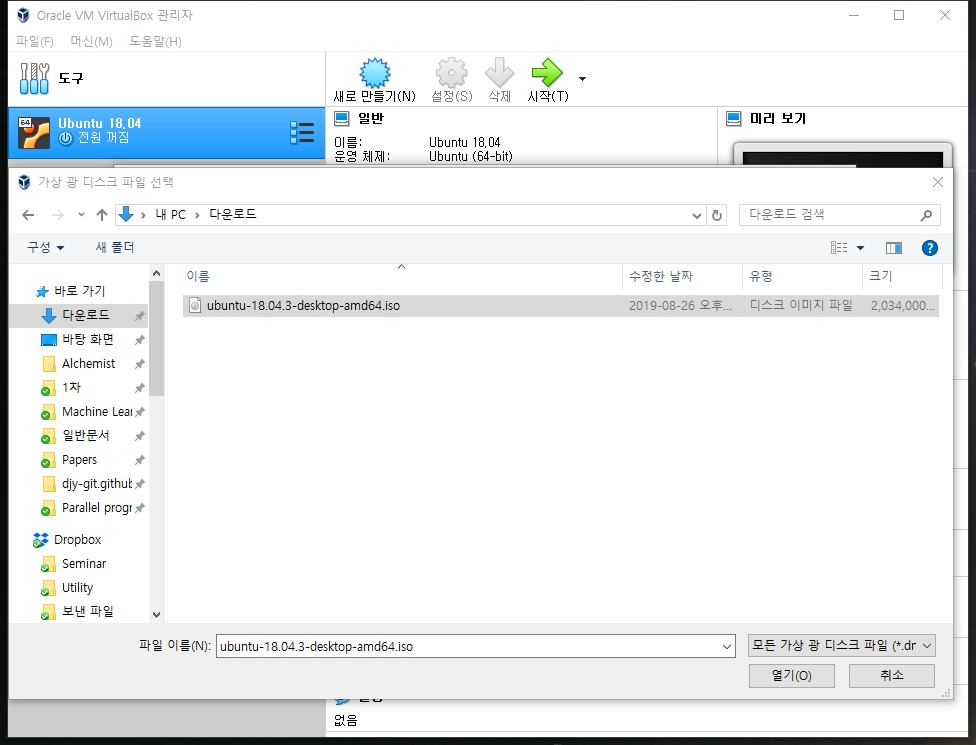 Oracle VM VirtualBox 관리자
파일(F) 머신(M) 도움말(H)
도구
새로 만들기(N) 설정(S) 삭제 시작(T)
64
Ubuntu 18.04
전원 꺼짐
일반
이름: Ubuntu 18.04
운영 체제: Ubuntu (64-bit)
미리 보기
가상 광 디스크 파일 선택
내 PC 다운로드
다운로드 검색
구성 새 폴더
이름 수정한 날짜 유형 크기
ubuntu-18.04.3-desktop-amd64.iso 2019-08-26 오후... 디스크 이미지 파일 2,034,000...
바로 가기
다운로드
바탕 화면
Alchemist
1차
Machine Lear
일반문서
Papers
djy-git.github
Parallel progr
Dropbox
Seminar
Utility
보낸 파일
파일 이름(N): ubuntu-18.04.3-desktop-amd64.iso 모든 가상 광 디스크 파일 (*.dr
열기(O) 취소
없음